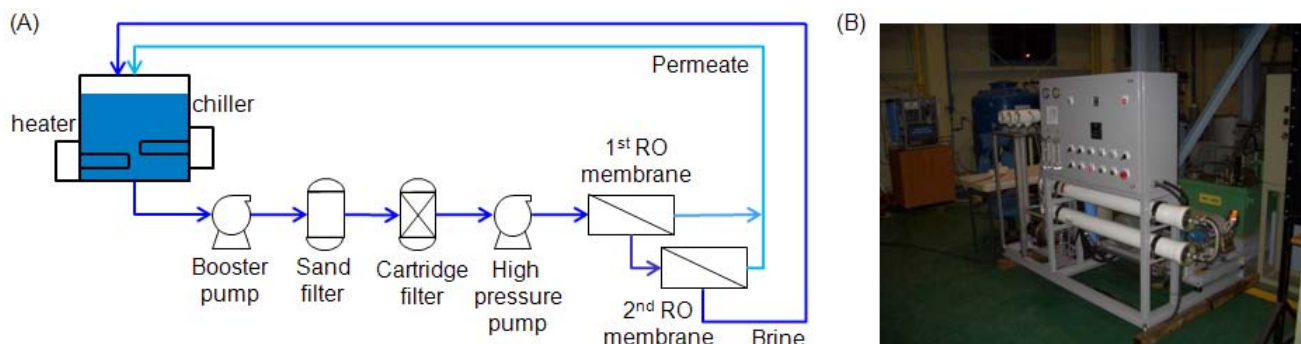 (A)
Permeate
chiller
heater
1st RO
membrane
Booster
pump
Sand
filter
Cartridge
filter
High
pressure
pump
2nd RO
membrane
Brine
(B)